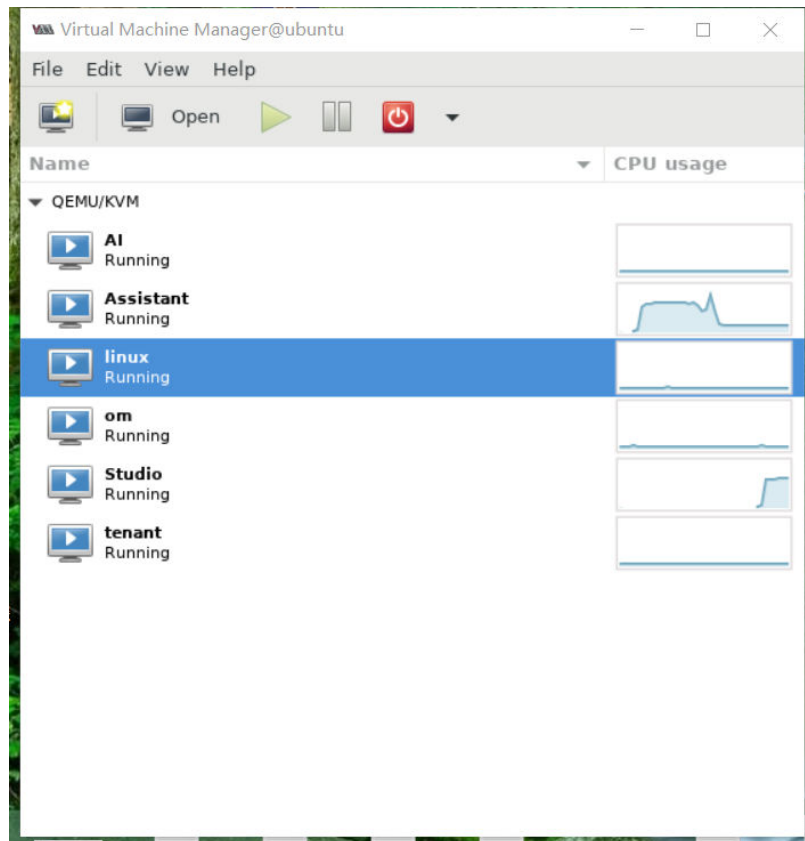 Virtual Machine Manager@ubuntu
File Edit View Help
Open
Name CPU usage
QEMU/KVM
AI
Running
Assistant
Running
linux
Running
om
Running
Studio
Running
tenant
Running